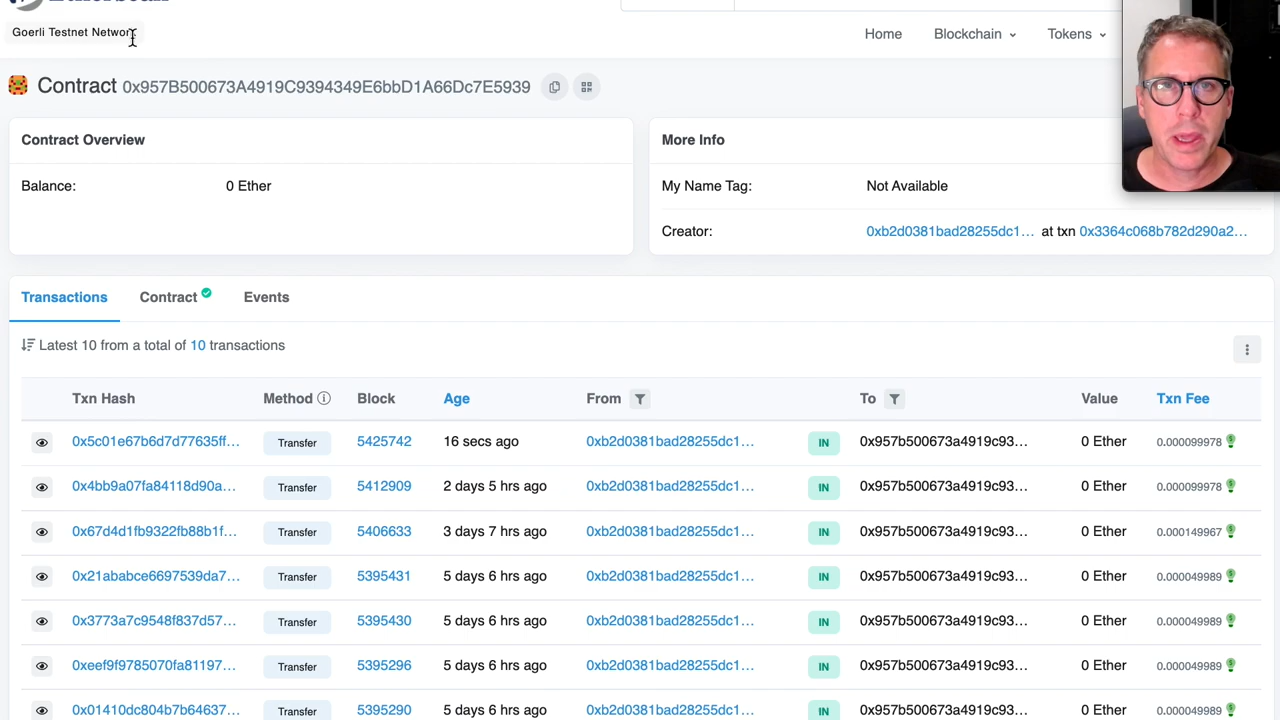 Goerli Testnet Network
Home Blockchain Tokens
Contract 0x957B500673A4919C9394349E6bbD1A66Dc7E5939
Contract Overview
Balance: 0 Ether
More Info
My Name Tag: Not Available
Creator: 0xb2d0381bad28255dc1... at txn 0x3364c068b782d290a2...
Transactions Contract Events
Latest 10 from a total of 10 transactions
Txn Hash Method Block Age From To Value Txn Fee
0x5c01e67b6d7d77635ff... Transfer 5425742 16 secs ago 0xb2d0381bad28255dc1... IN 0x957b500673a4919c93... 0 Ether 0.000099978
0x4bb9a07fa84118d90a... Transfer 5412909 2 days 5 hrs ago 0xb2d0381bad28255dc1... IN 0x957b500673a4919c93... 0 Ether 0.000099978
0x67d4d1fb9322fb88b1f... Transfer 5406633 3 days 7 hrs ago 0xb2d0381bad28255dc1... IN 0x957b500673a4919c93... 0 Ether 0.000149967
0x21ababce6697539da7... Transfer 5395431 5 days 6 hrs ago 0xb2d0381bad28255dc1... IN 0x957b500673a4919c93... 0 Ether 0.000049989
0x3773a7c9548f837d57... Transfer 5395430 5 days 6 hrs ago 0xb2d0381bad28255dc1... IN 0x957b500673a4919c93... 0 Ether 0.000049989
0xeef9f9785070fa81197... Transfer 5395296 5 days 6 hrs ago 0xb2d0381bad28255dc1... IN 0x957b500673a4919c93... 0 Ether 0.000049989
0x01410dc804b7b64637... Transfer 5395290 5 days 6 hrs ago 0xb2d0381bad28255dc1... IN 0x957b500673a4919c93... 0 Ether 0.000049989